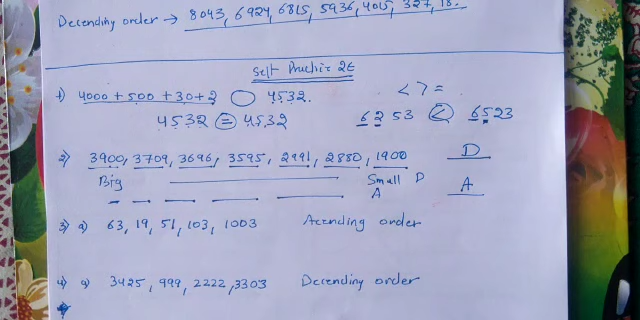 Decending order → 8043, 6924, 6815, 5936, 4015, 327, 18.
Self Practice 2E
1) 4000 + 500 + 30 + 2 ○ 4532. < > =
4532 = 4532 6253 < 6523
2) 3900, 3709, 3696, 3595, 2991, 2880, 1900 D
Big Small D A
A
3) a) 63, 19, 51, 103, 1003 Accending order
4) a) 3425, 999, 2222, 3303 Decending order